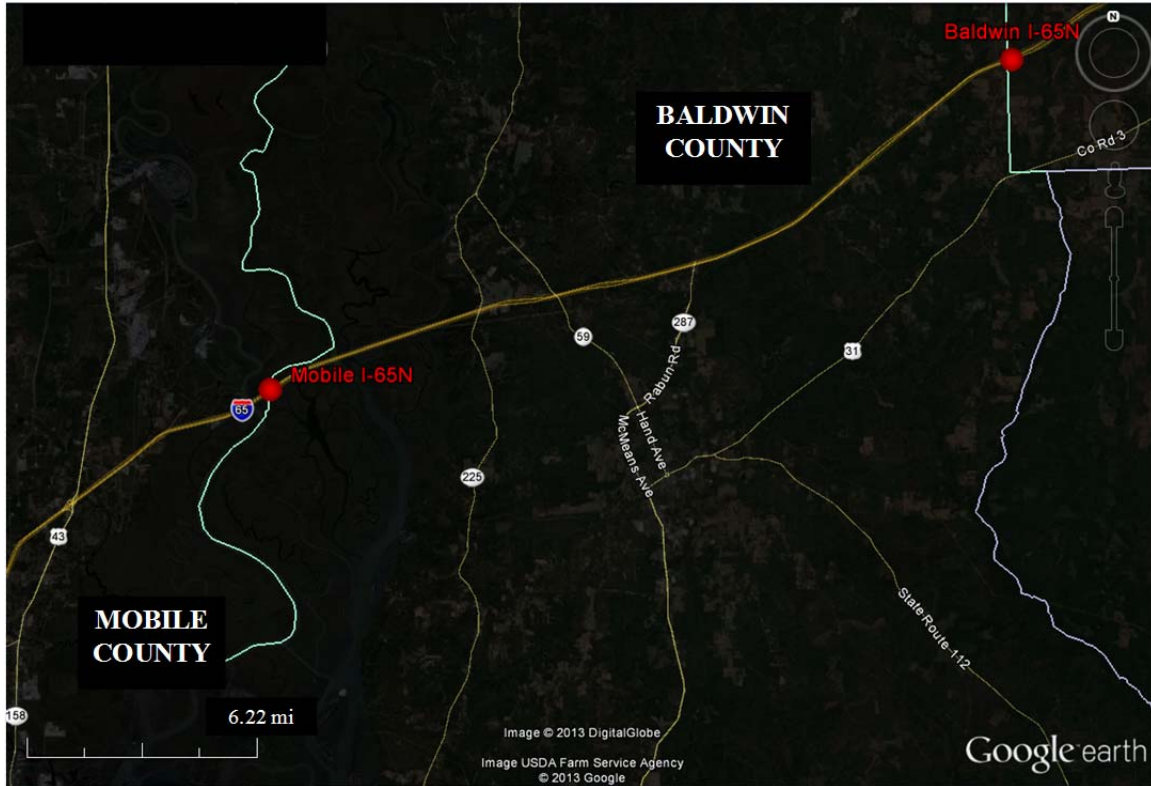 N
Baldwin I-65N
BALDWIN
COUNTY
Co Rd 3
287
59
31
Rabun Rd
Mobile I-65N
65
Hand Ave
McMeans Ave
225
43
State Route 112
MOBILE
COUNTY
158
6.22 mi
Image © 2013 DigitalGlobe
Image USDA Farm Service Agency
© 2013 Google
Google earth